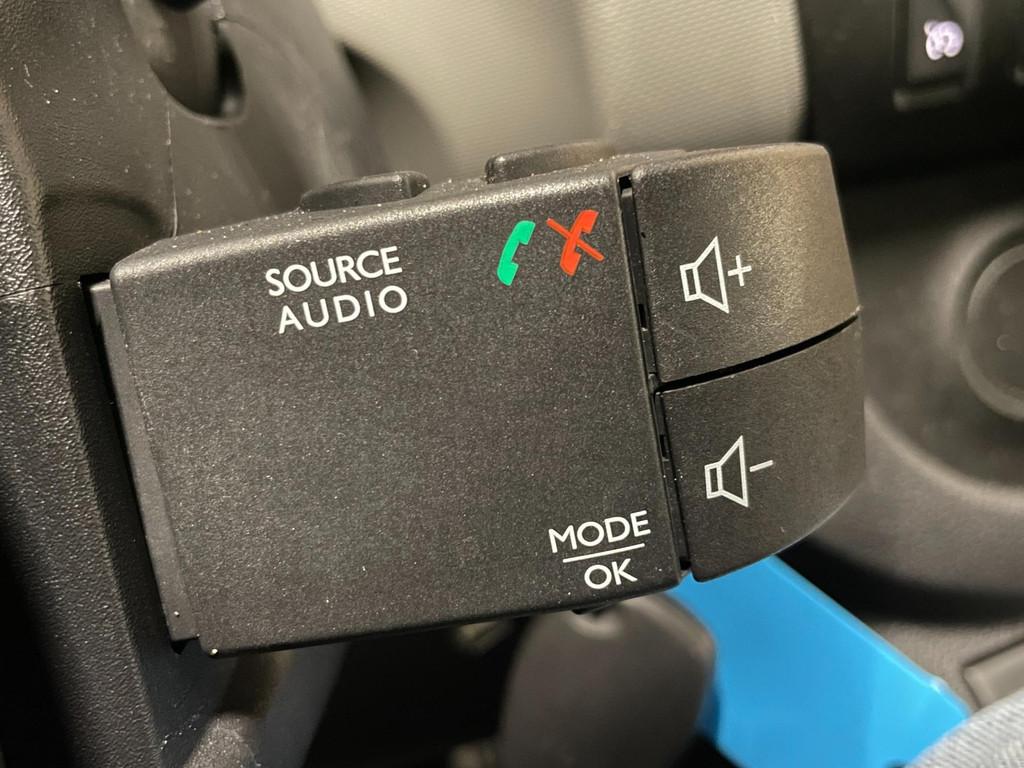 SOURCE
AUDIO
+
-
MODE
OK